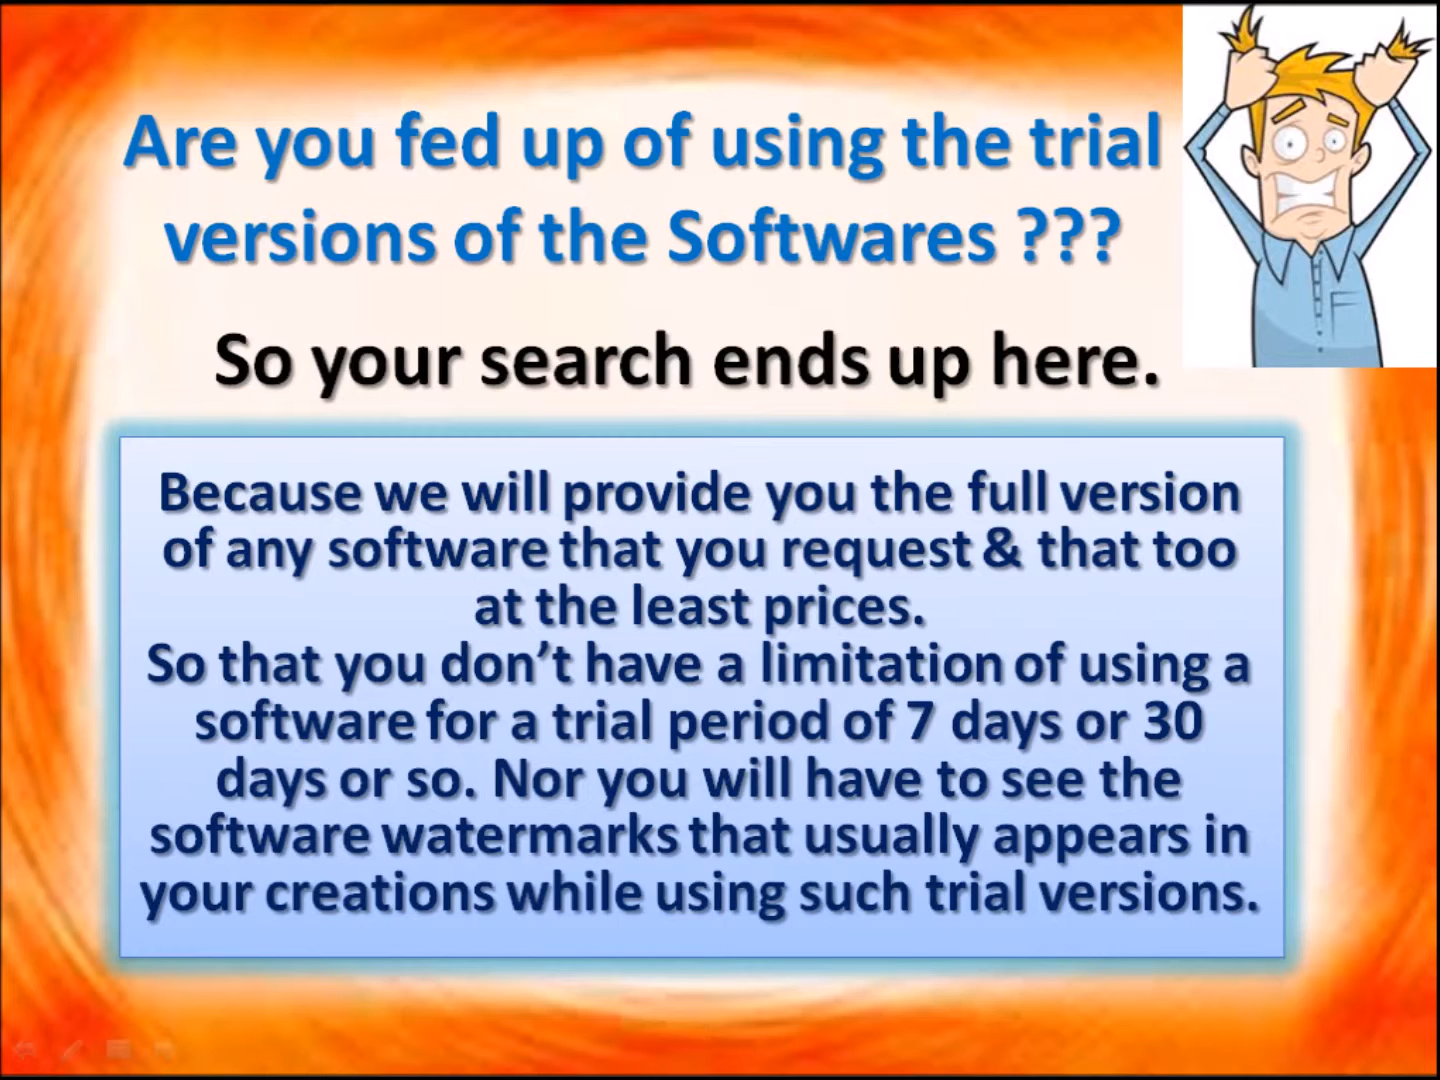 Are you fed up of using the trial
versions of the Softwares ???
So your search ends up here.
Because we will provide you the full version
of any software that you request & that too
at the least prices.
So that you don’t have a limitation of using a
software for a trial period of 7 days or 30
days or so. Nor you will have to see the
software watermarks that usually appears in
your creations while using such trial versions.